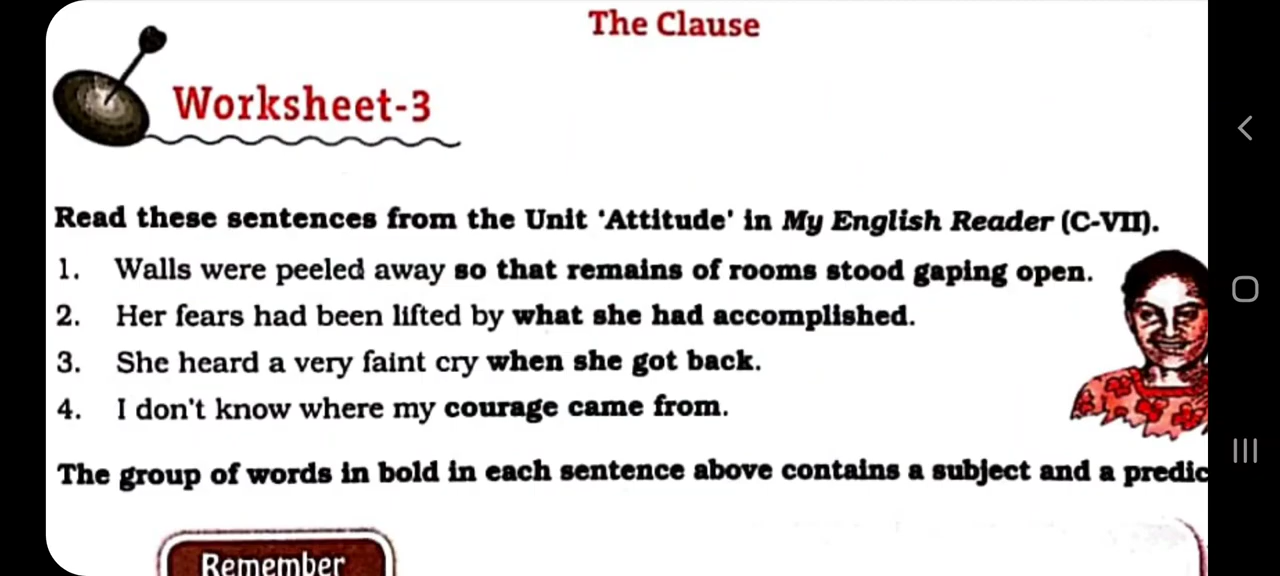 The Clause
Worksheet-3
Read these sentences from the Unit 'Attitude' in My English Reader (C-VII).
1. Walls were peeled away so that remains of rooms stood gaping open.
2. Her fears had been lifted by what she had accomplished.
3. She heard a very faint cry when she got back.
4. I don't know where my courage came from.
The group of words in bold in each sentence above contains a subject and a predic
Remember